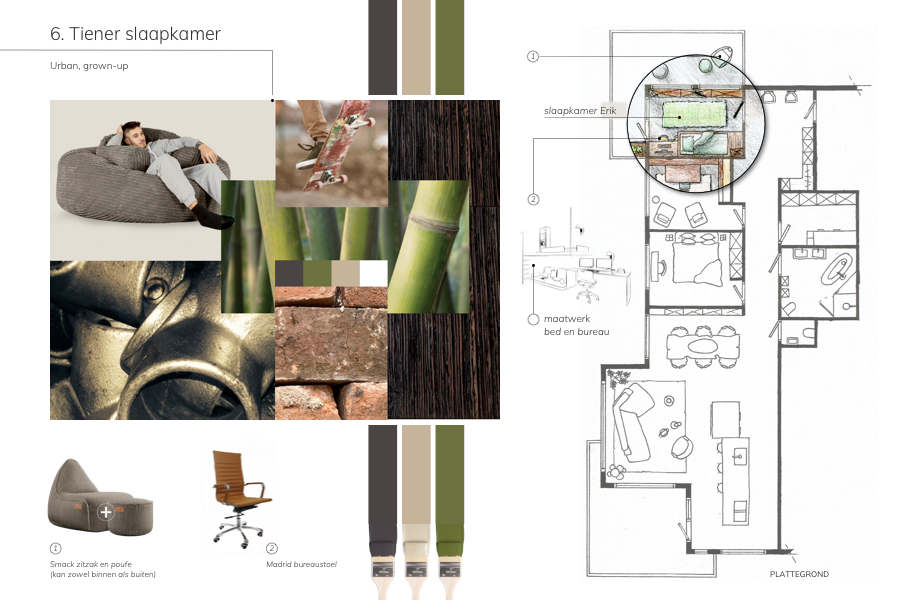 6. Tiener slaapkamer
Urban, grown-up
1
slaapkamer Erik
2
maatwerk
bed en bureau
1
Smack zitzak en poufe
(kan zowel binnen als buiten)
2
Madrid bureaustoel
PLATTEGROND